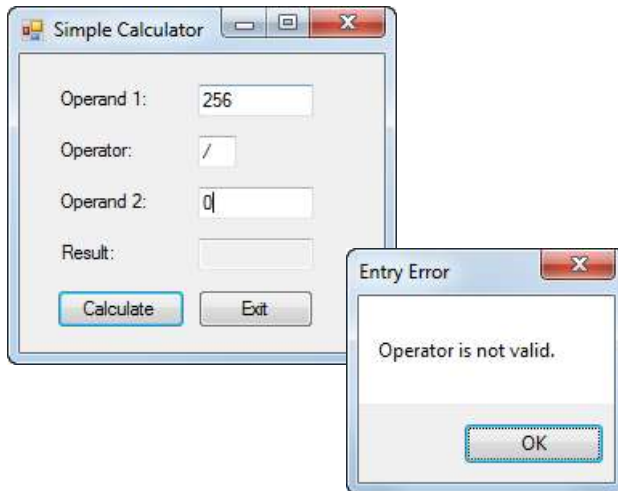 Simple Calculator
Operand 1: 256
Operator: /
Operand 2: 0
Result:
Calculate Exit
Entry Error
Operator is not valid.
OK